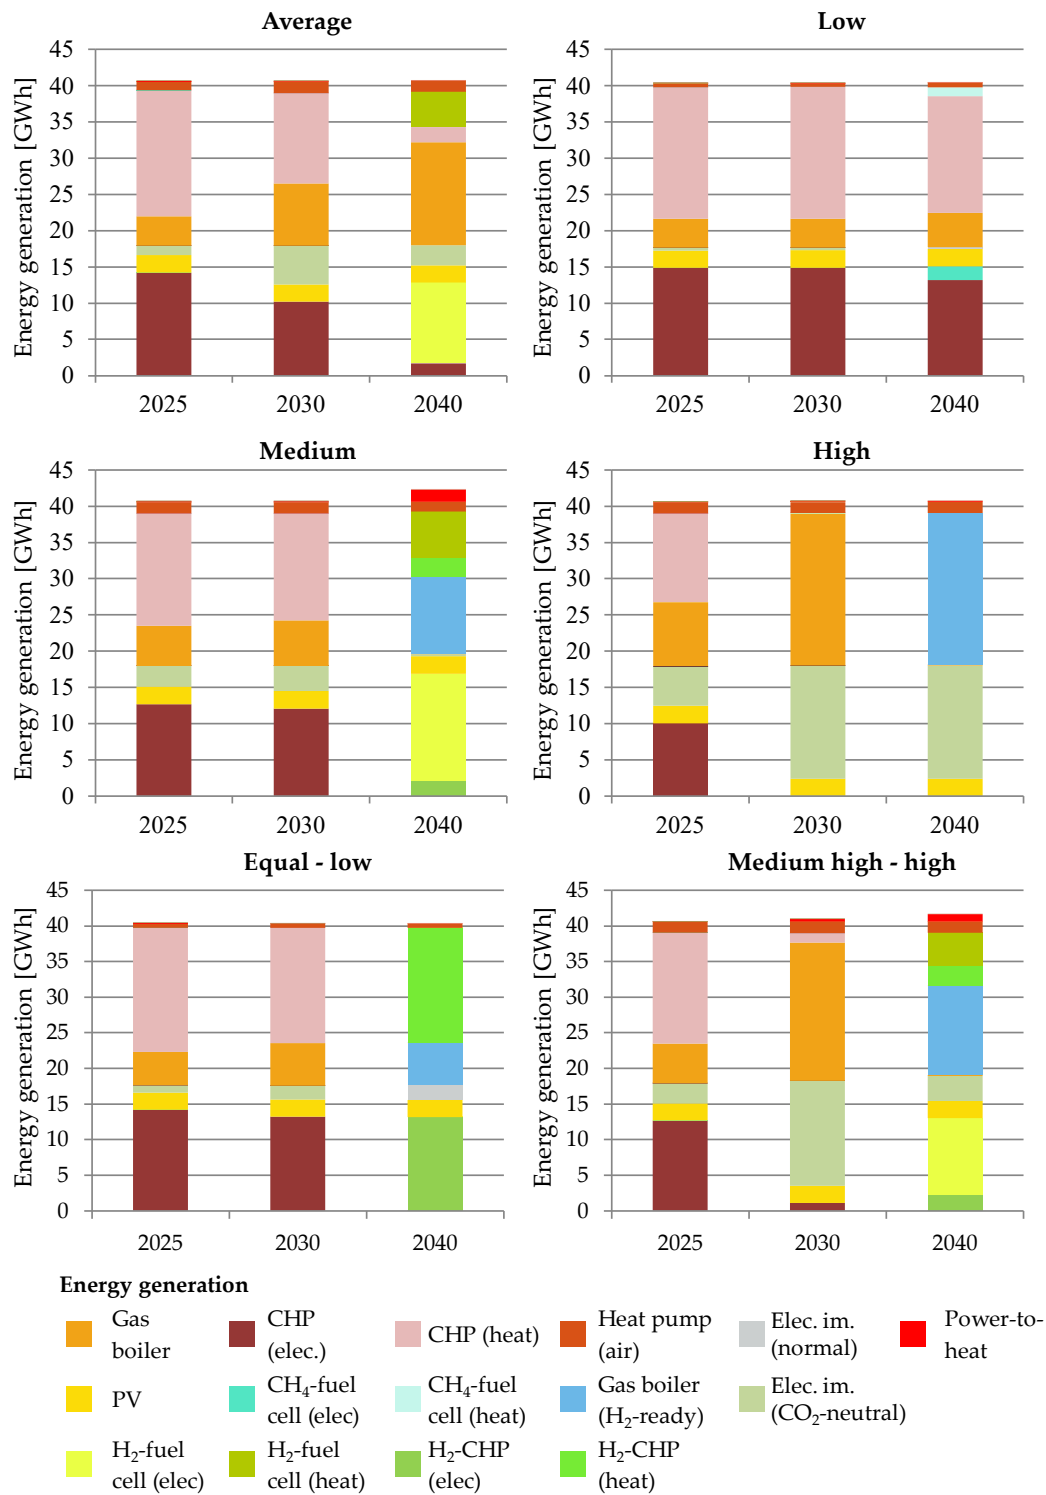 Average
Energy generation [GWh]
45
40
35
30
25
20
15
10
5
0
2025 2030 2040
Low
Energy generation [GWh]
45
40
35
30
25
20
15
10
5
0
2025 2030 2040
Medium
Energy generation [GWh]
45
40
35
30
25
20
15
10
5
0
2025 2030 2040
High
Energy generation [GWh]
45
40
35
30
25
20
15
10
5
0
2025 2030 2040
Equal - low
Energy generation [GWh]
45
40
35
30
25
20
15
10
5
0
2025 2030 2040
Medium high - high
Energy generation [GWh]
45
40
35
30
25
20
15
10
5
0
2025 2030 2040
Energy generation
Gas
boiler
CHP
(elec.)
CHP (heat)
Heat pump
(air)
Elec. im.
(normal)
Power-to-
heat
PV
CH₄-fuel
cell (elec)
CH₄-fuel
cell (heat)
Gas boiler
(H₂-ready)
Elec. im.
(CO₂-neutral)
H₂-fuel
cell (elec)
H₂-fuel
cell (heat)
H₂-CHP
(elec)
H₂-CHP
(heat)